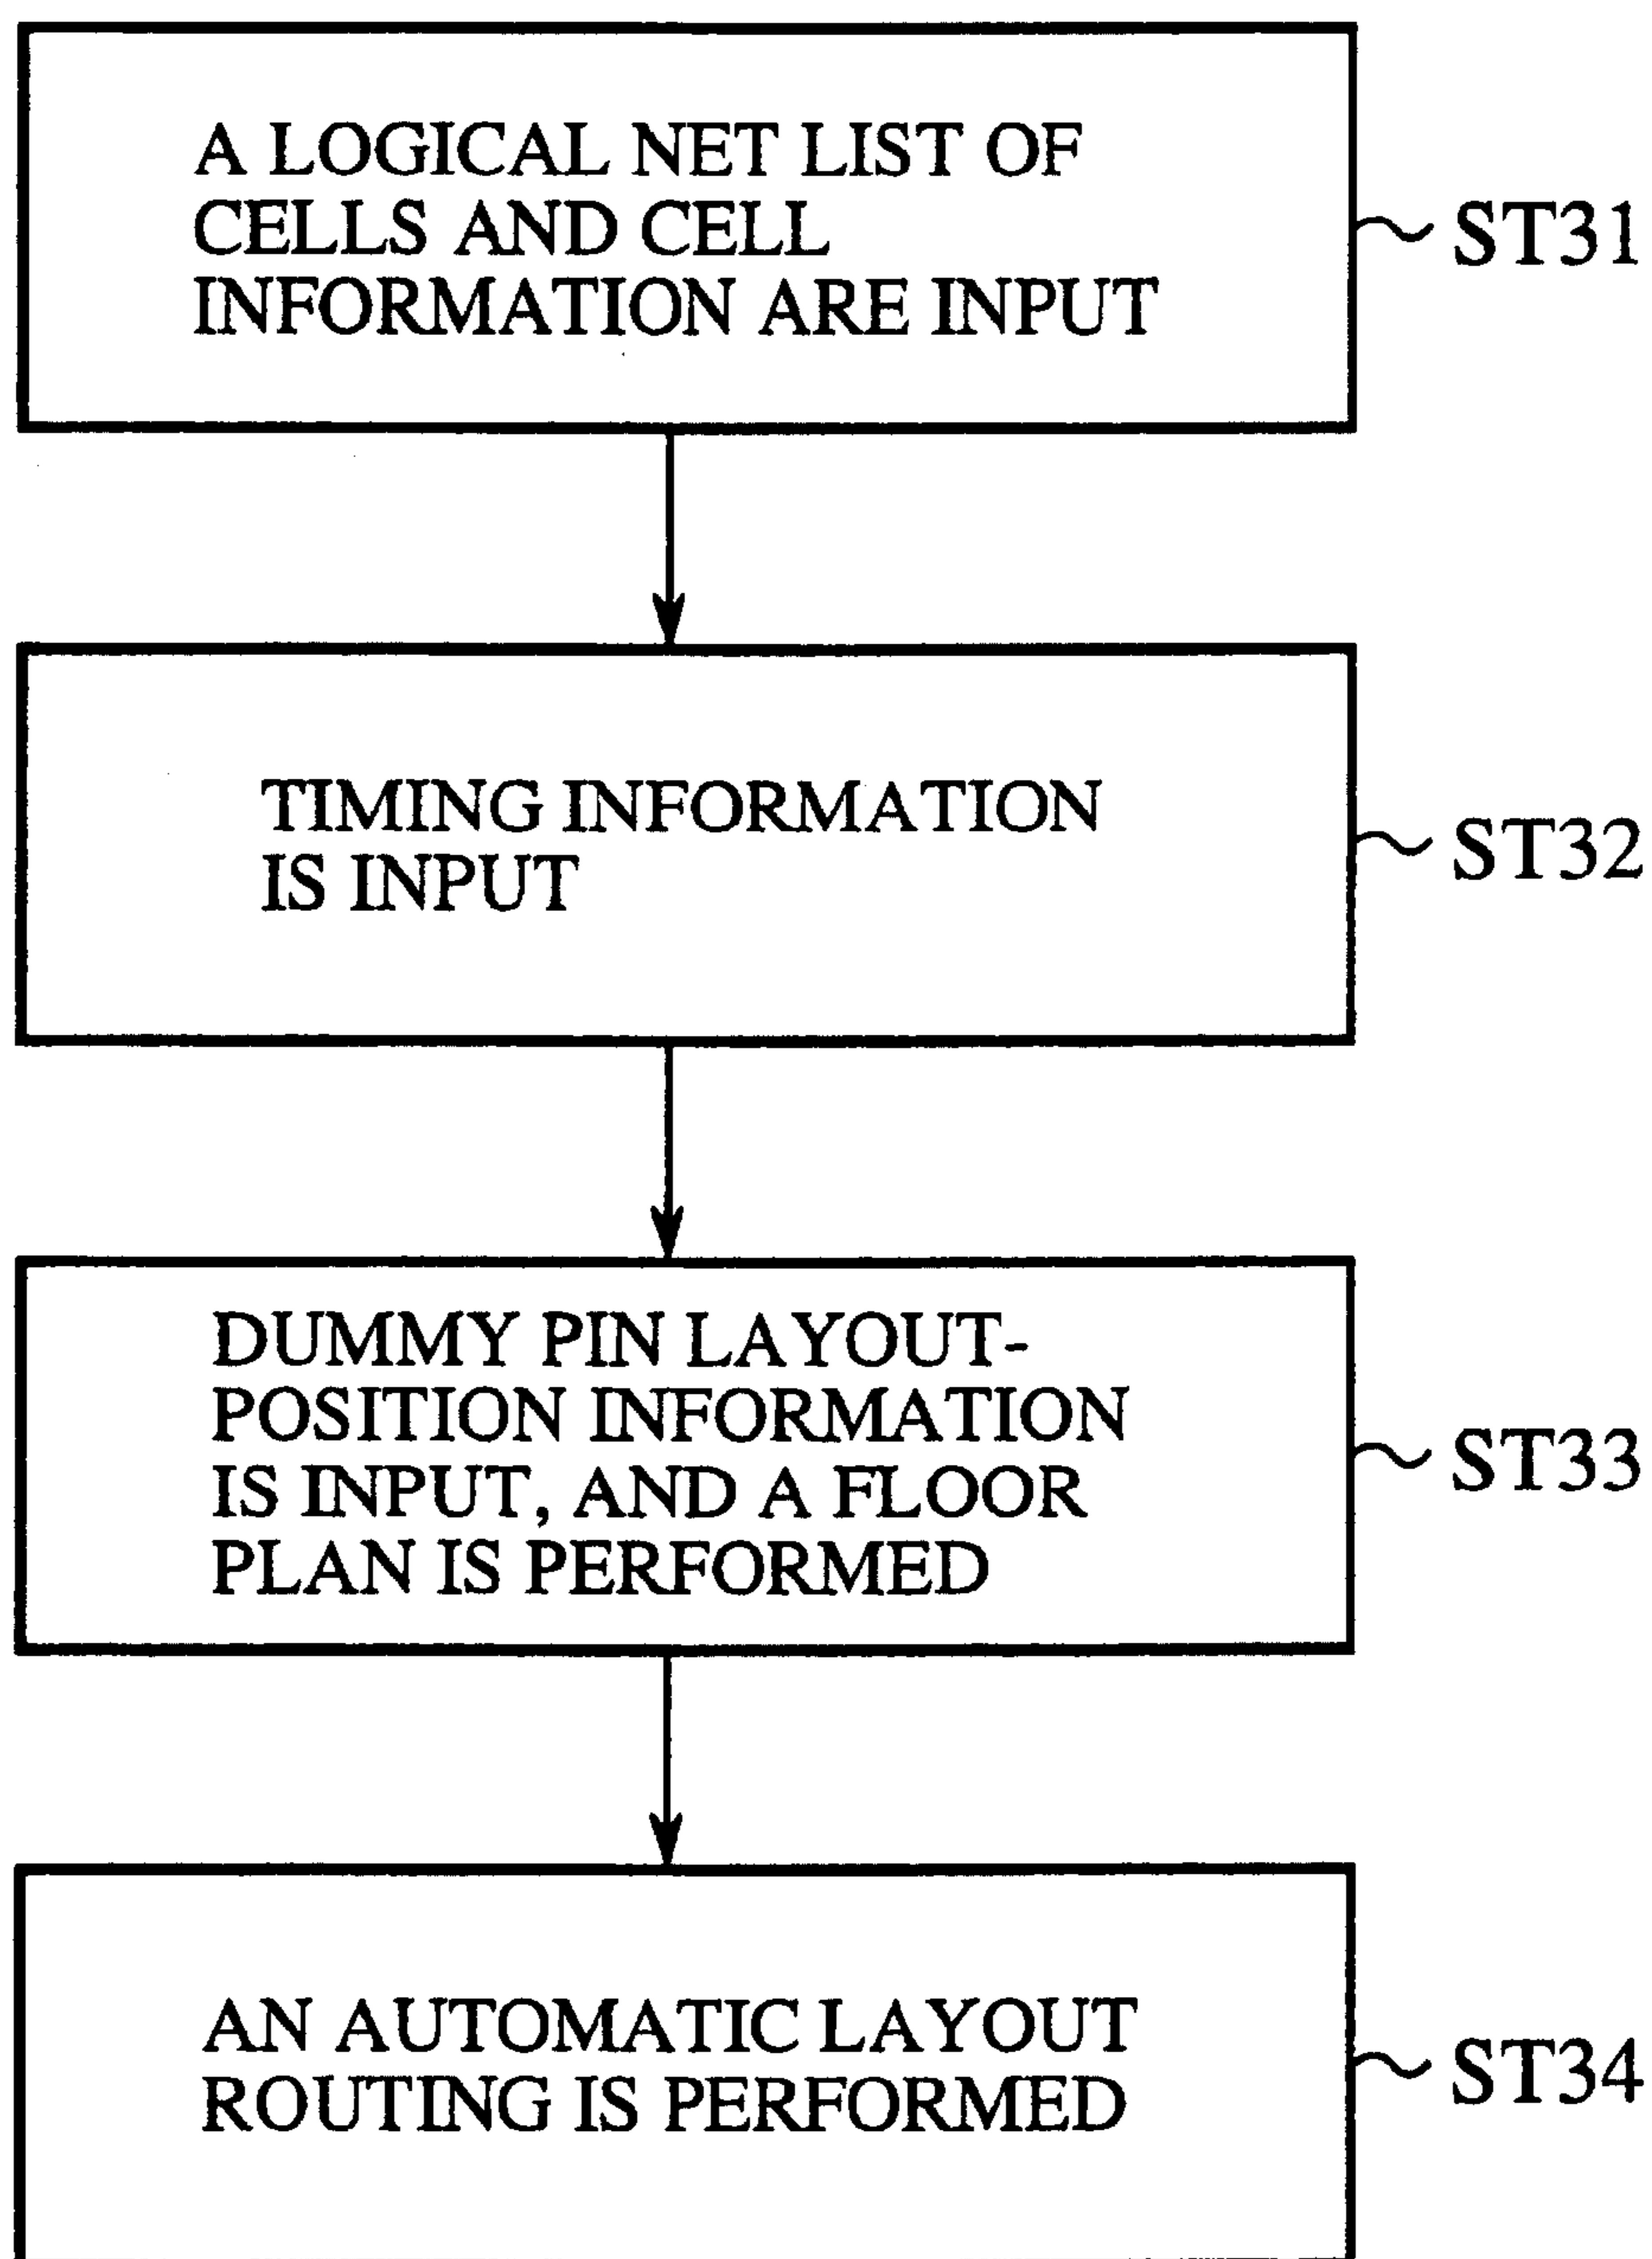 A LOGICAL NET LIST OF
CELLS AND CELL
INFORMATION ARE INPUT
ST31
TIMING INFORMATION
IS INPUT
ST32
DUMMY PIN LAYOUT-
POSITION INFORMATION
IS INPUT, AND A FLOOR
PLAN IS PERFORMED
ST33
AN AUTOMATIC LAYOUT
ROUTING IS PERFORMED
ST34